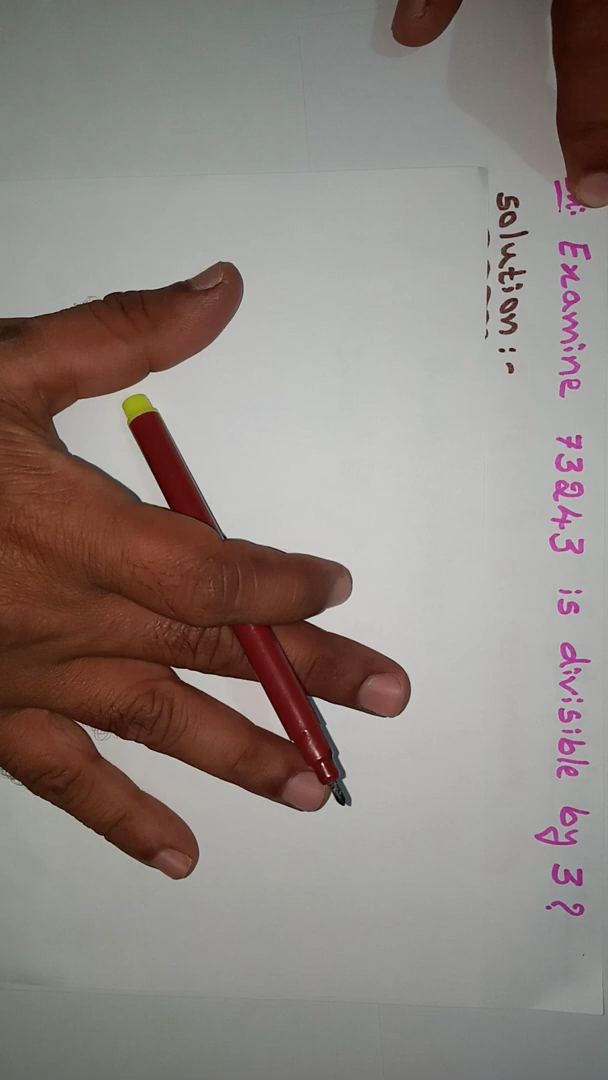 Examine 73243 is divisible by 3?
Solution :-